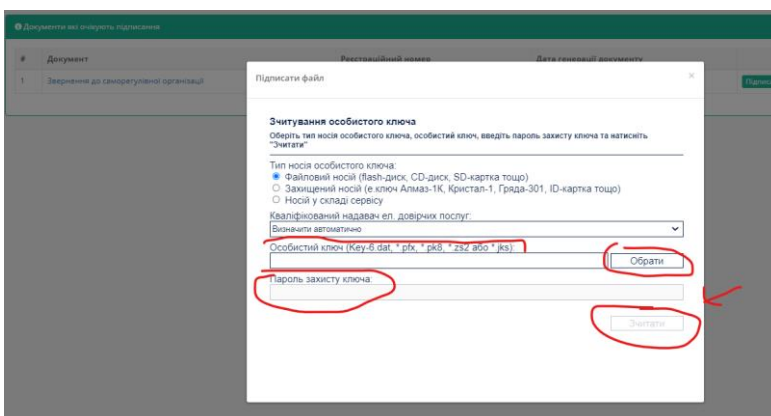 Документи які очікують підписання
# Документ Реєстраційний номер Дата генерації документу
1 Звернення до саморегулівної організації
Підписати файл ×
Зчитування особистого ключа
Оберіть тип носія особистого ключа, особистий ключ, введіть пароль захисту ключа та натисніть
"Зчитати"
Тип носія особистого ключа:
Файловий носій (flash-диск, CD-диск, SD-картка тощо)
Захищений носій (е.ключ Алмаз-1К, Кристал-1, Гряда-301, ID-картка тощо)
Носій у складі сервісу
Кваліфікований надавач ел. довірчих послуг:
Визначити автоматично
Особистий ключ (Key-6.dat, *.pfx, *.pk8, *.zs2 або *.jks):
Обрати
Пароль захисту ключа:
Зчитати